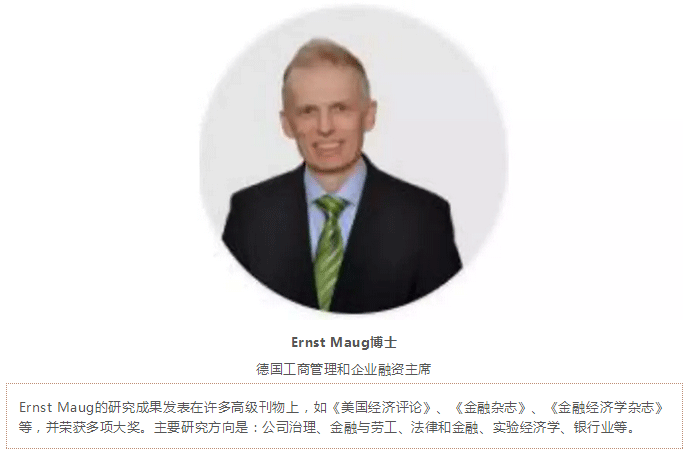 Ernst Maug博士
德国工商管理和企业融资主席
Ernst Maug的研究成果发表在许多高级刊物上，如《美国经济评论》、《金融杂志》、《金融经济学杂志》
等，并荣获多项大奖。主要研究方向是：公司治理、金融与劳工、法律和金融、实验经济学、银行业等。